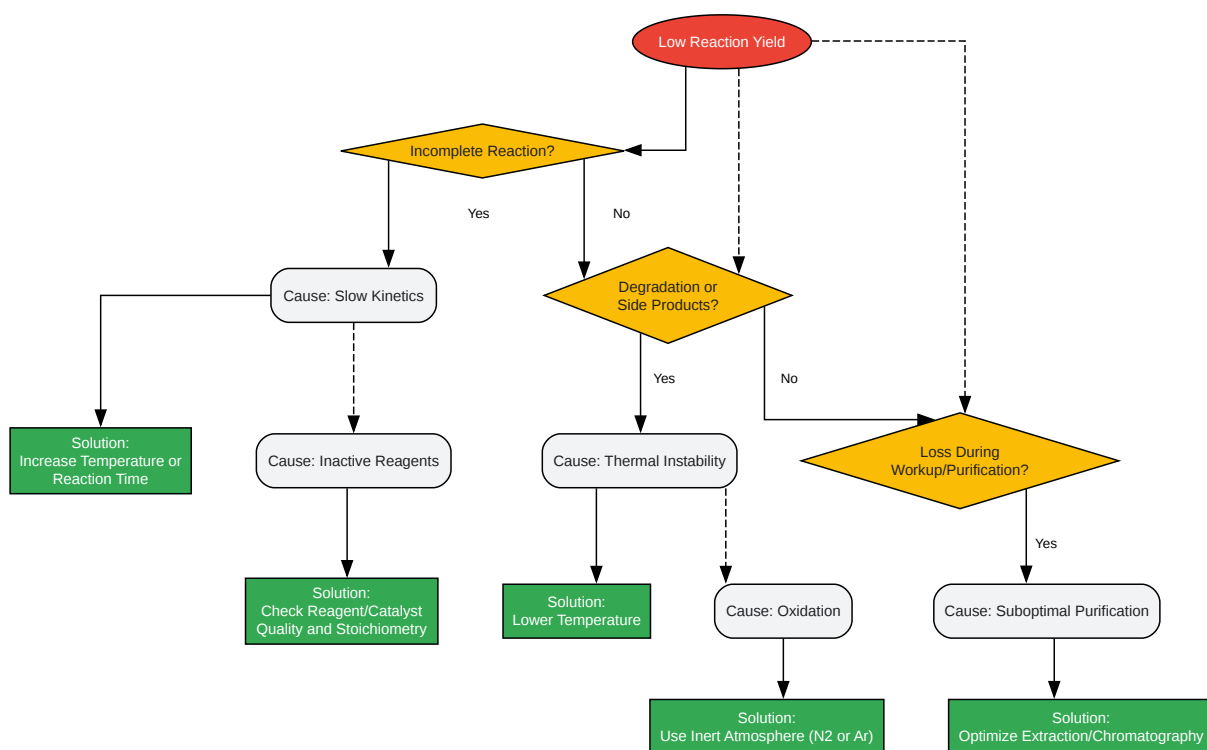 Low Reaction Yield
Incomplete Reaction?
Yes
No
Degradation or
Side Products?
Cause: Slow Kinetics
Yes
No
Solution:
Increase Temperature or
Reaction Time
Cause: Inactive Reagents
Cause: Thermal Instability
Loss During
Workup/Purification?
Yes
Solution:
Check Reagent/Catalyst
Quality and Stoichiometry
Solution:
Lower Temperature
Cause: Oxidation
Cause: Suboptimal Purification
Solution:
Use Inert Atmosphere (N2 or Ar)
Solution:
Optimize Extraction/Chromatography